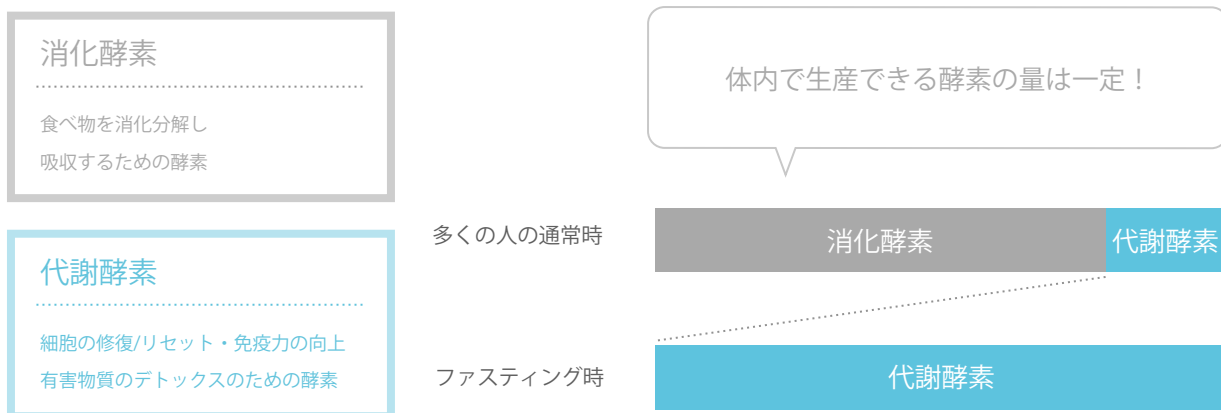 消化酵素
食べ物を消化分解し
吸収するための酵素
代謝酵素
細胞の修復/リセット・免疫力の向上
有害物質のデトックスのための酵素
体内で生産できる酵素の量は一定！
多くの人の通常時
消化酵素
代謝酵素
ファスティング時
代謝酵素